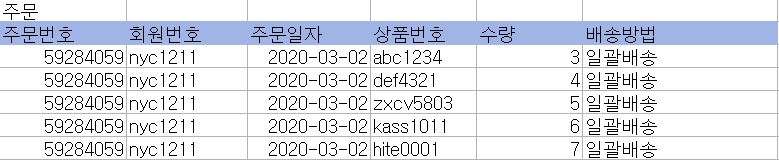 주문
주문번호 회원번호 주문일자 상품번호 수량 배송방법
59284059 nyc1211 2020-03-02 abc1234 3 일괄배송
59284059 nyc1211 2020-03-02 def4321 4 일괄배송
59284059 nyc1211 2020-03-02 zxcv5803 5 일괄배송
59284059 nyc1211 2020-03-02 kass1011 6 일괄배송
59284059 nyc1211 2020-03-02 hite0001 7 일괄배송